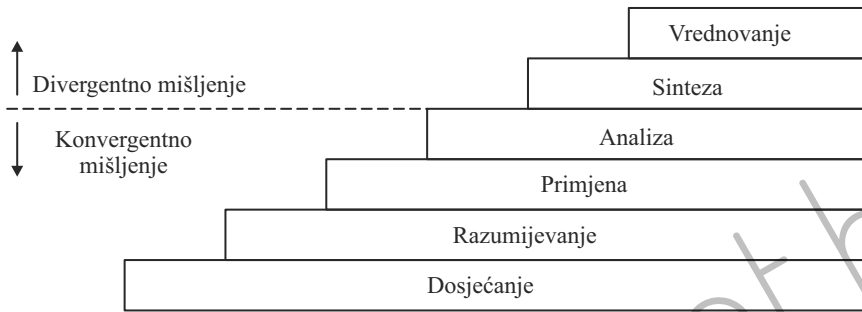 Vrednovanje
Divergentno mišljenje
Sinteza
Konvergentno
mišljenje
Analiza
Primjena
Razumijevanje
Dosjećanje